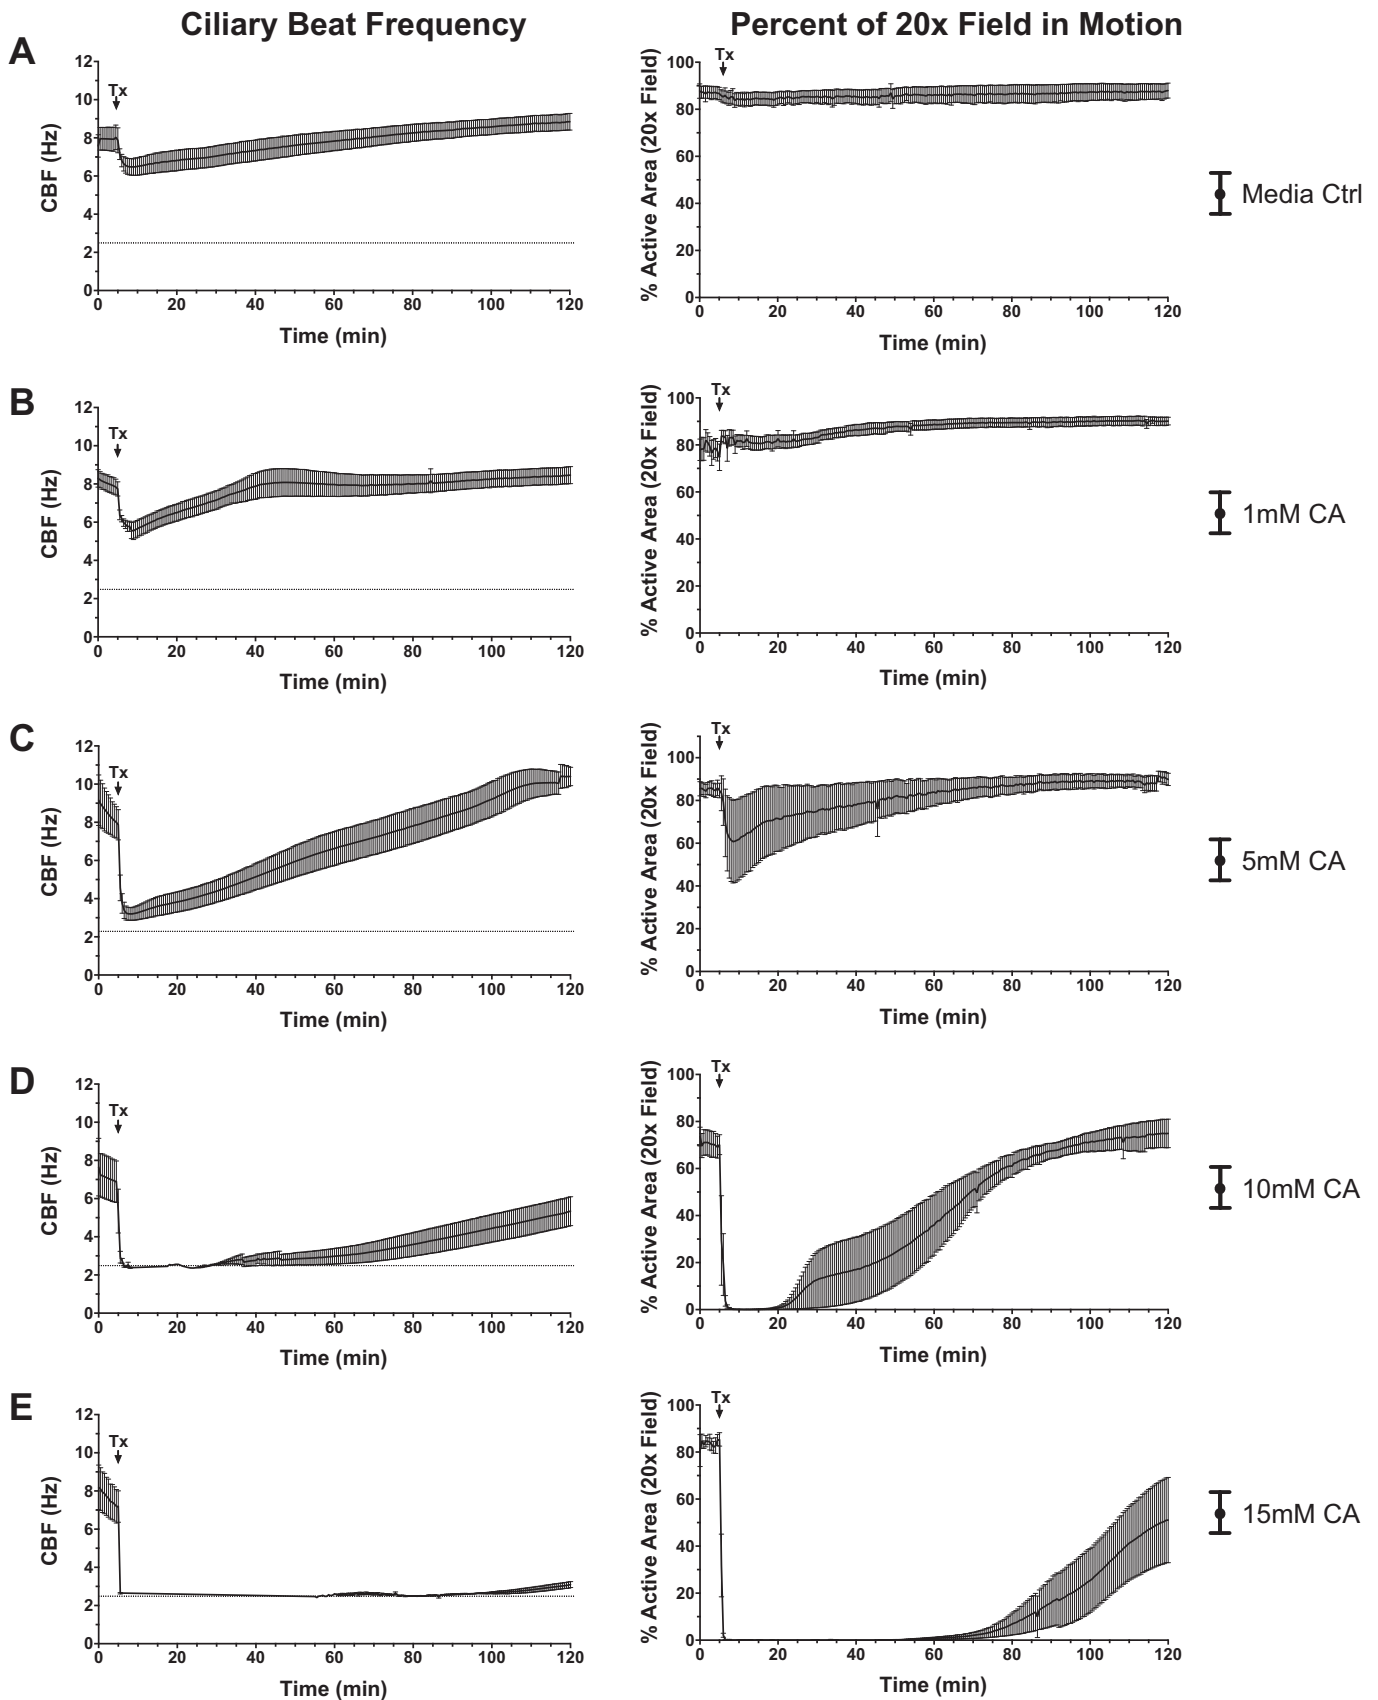 Ciliary Beat Frequency
Percent of 20x Field in Motion
A
12
10
8
6
4
2
0
CBF (Hz)
Tx
0 20 40 60 80 100 120
Time (min)
100
80
60
40
20
0
% Active Area (20x Field)
Tx
0 20 40 60 80 100 120
Time (min)
Media Ctrl
B
12
10
8
6
4
2
0
CBF (Hz)
Tx
0 20 40 60 80 100 120
Time (min)
100
80
60
40
20
0
% Active Area (20x Field)
Tx
0 20 40 60 80 100 120
Time (min)
1mM CA
C
12
10
8
6
4
2
0
CBF (Hz)
Tx
0 20 40 60 80 100 120
Time (min)
100
80
60
40
20
0
% Active Area (20x Field)
Tx
0 20 40 60 80 100 120
Time (min)
5mM CA
D
12
10
8
6
4
2
0
CBF (Hz)
Tx
0 20 40 60 80 100 120
Time (min)
100
80
60
40
20
0
% Active Area (20x Field)
Tx
0 20 40 60 80 100 120
Time (min)
10mM CA
E
12
10
8
6
4
2
0
CBF (Hz)
Tx
0 20 40 60 80 100 120
Time (min)
100
80
60
40
20
0
% Active Area (20x Field)
Tx
0 20 40 60 80 100 120
Time (min)
15mM CA